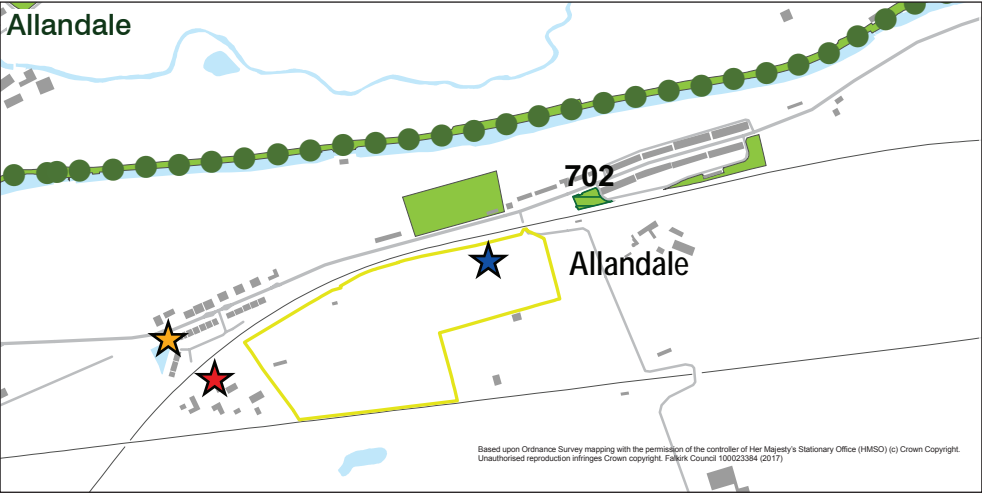 Allandale
702
Allandale
Based upon Ordnance Survey mapping with the permission of the controller of Her Majesty's Stationary Office (HMSO) (c) Crown Copyright.
Unauthorised reproduction infringes Crown copyright. Falkirk Council 100023384 (2017)